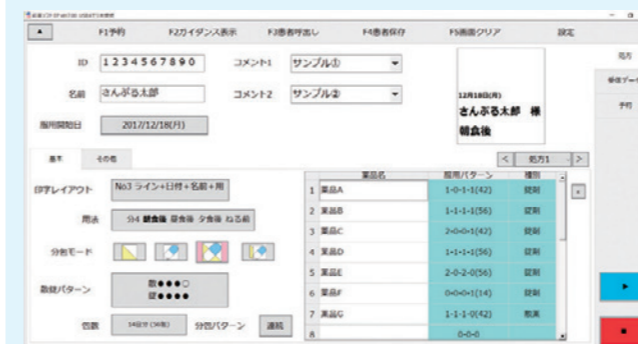 F1予約 F2ガイダンス表示 F3患者呼出し F4患者保存 F5画面クリア 設定
ID 1234567890 コメント1 サンプル① 処方
受信データ
名前 さんぷる太郎 コメント2 サンプル② 予約
12月18日(月)
さんぷる太郎 様
朝食後
服用開始日 2017/12/18(月)
基本 その他 < 処方1 >
薬品名 服用パターン 種別
印字レイアウト No3 ライン+日付+名前+用
1 薬品A 1-0-1-1(42) 錠剤
用法 分4 朝食後 昼食後 夕食後 ねる前
2 薬品B 1-1-1-1(56) 錠剤
3 薬品C 2-0-0-1(42) 錠剤
分包モード
4 薬品D 1-1-1-1(56) 錠剤
5 薬品E 2-0-2-0(56) 錠剤
散錠パターン 散●●●○
錠●●●●
6 薬品F 0-0-0-1(14) 錠剤
7 薬品G 1-1-1-0(42) 散薬
包数 14日分(56包) 分包パターン 連続
8 0-0-0